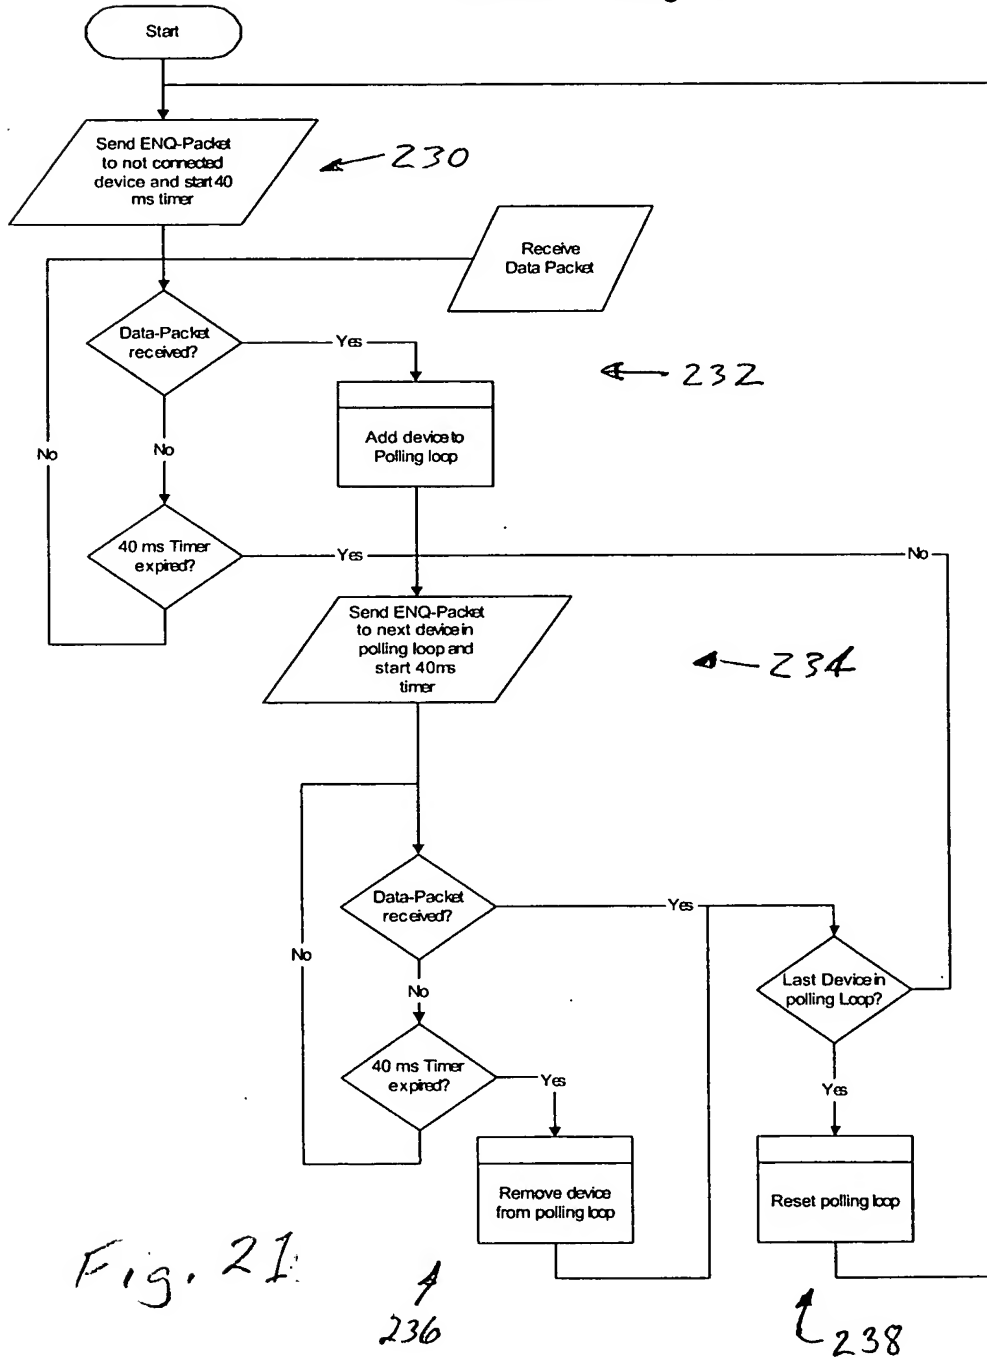 Start
Send ENQ-Packet
to not connected
device and start 40
ms timer
230
Receive
Data Packet
Data-Packet
received?
Yes
232
Add device to
Polling loop
No
No
40 ms Timer
expired?
Yes
No
Send ENQ-Packet
to next device in
polling loop and
start 40ms
timer
234
Data-Packet
received?
Yes
No
No
Last Device in
polling Loop?
40 ms Timer
expired?
Yes
Yes
Remove device
from polling loop
Reset polling loop
Fig. 21
236
238